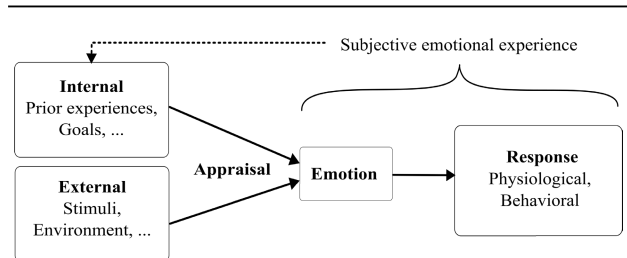 Subjective emotional experience
Internal
Prior experiences,
Goals, ...
Appraisal
External
Stimuli,
Environment, ...
Emotion
Response
Physiological,
Behavioral